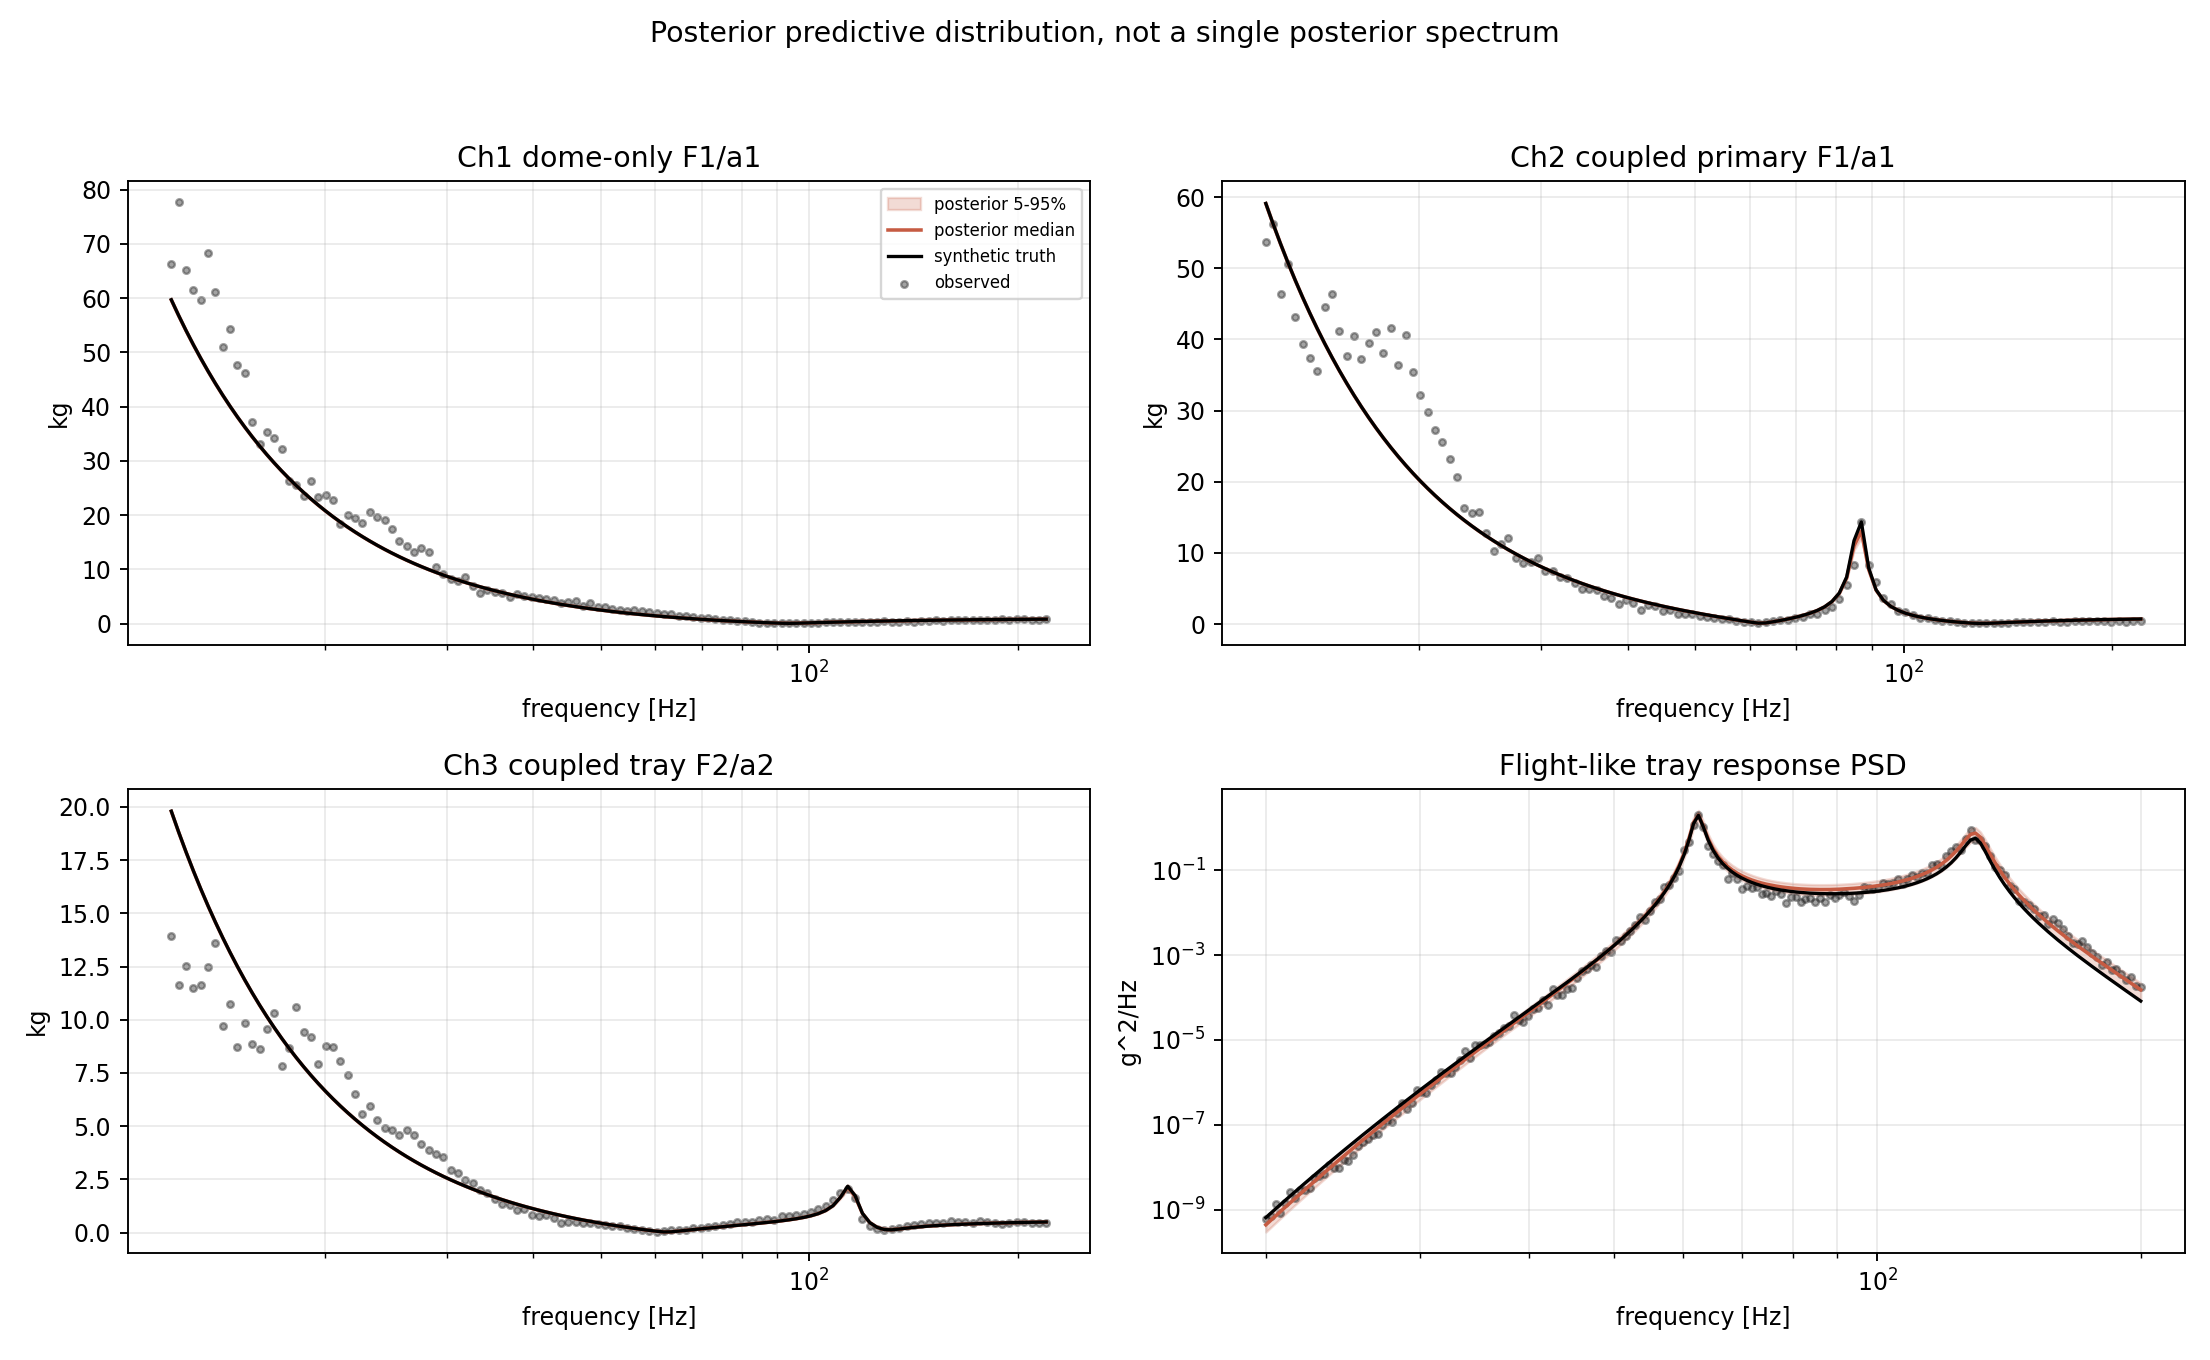 Posterior predictive distribution, not a single posterior spectrum
Ch1 dome-only F1/a1
80
70
60
50
40
30
20
10
0
kg
posterior 5-95%
posterior median
synthetic truth
observed
10^2
frequency [Hz]
Ch2 coupled primary F1/a1
60
50
40
30
20
10
0
kg
10^2
frequency [Hz]
Ch3 coupled tray F2/a2
20.0
17.5
15.0
12.5
10.0
7.5
5.0
2.5
0.0
kg
10^2
frequency [Hz]
Flight-like tray response PSD
10^-1
10^-3
10^-5
10^-7
10^-9
g^2/Hz
10^2
frequency [Hz]